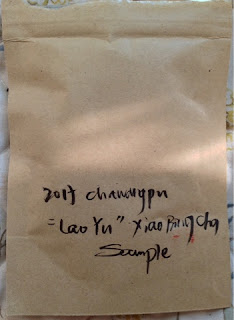 2017 chawangpu
"Lao Yu" Xiao Bing Cha
Sample